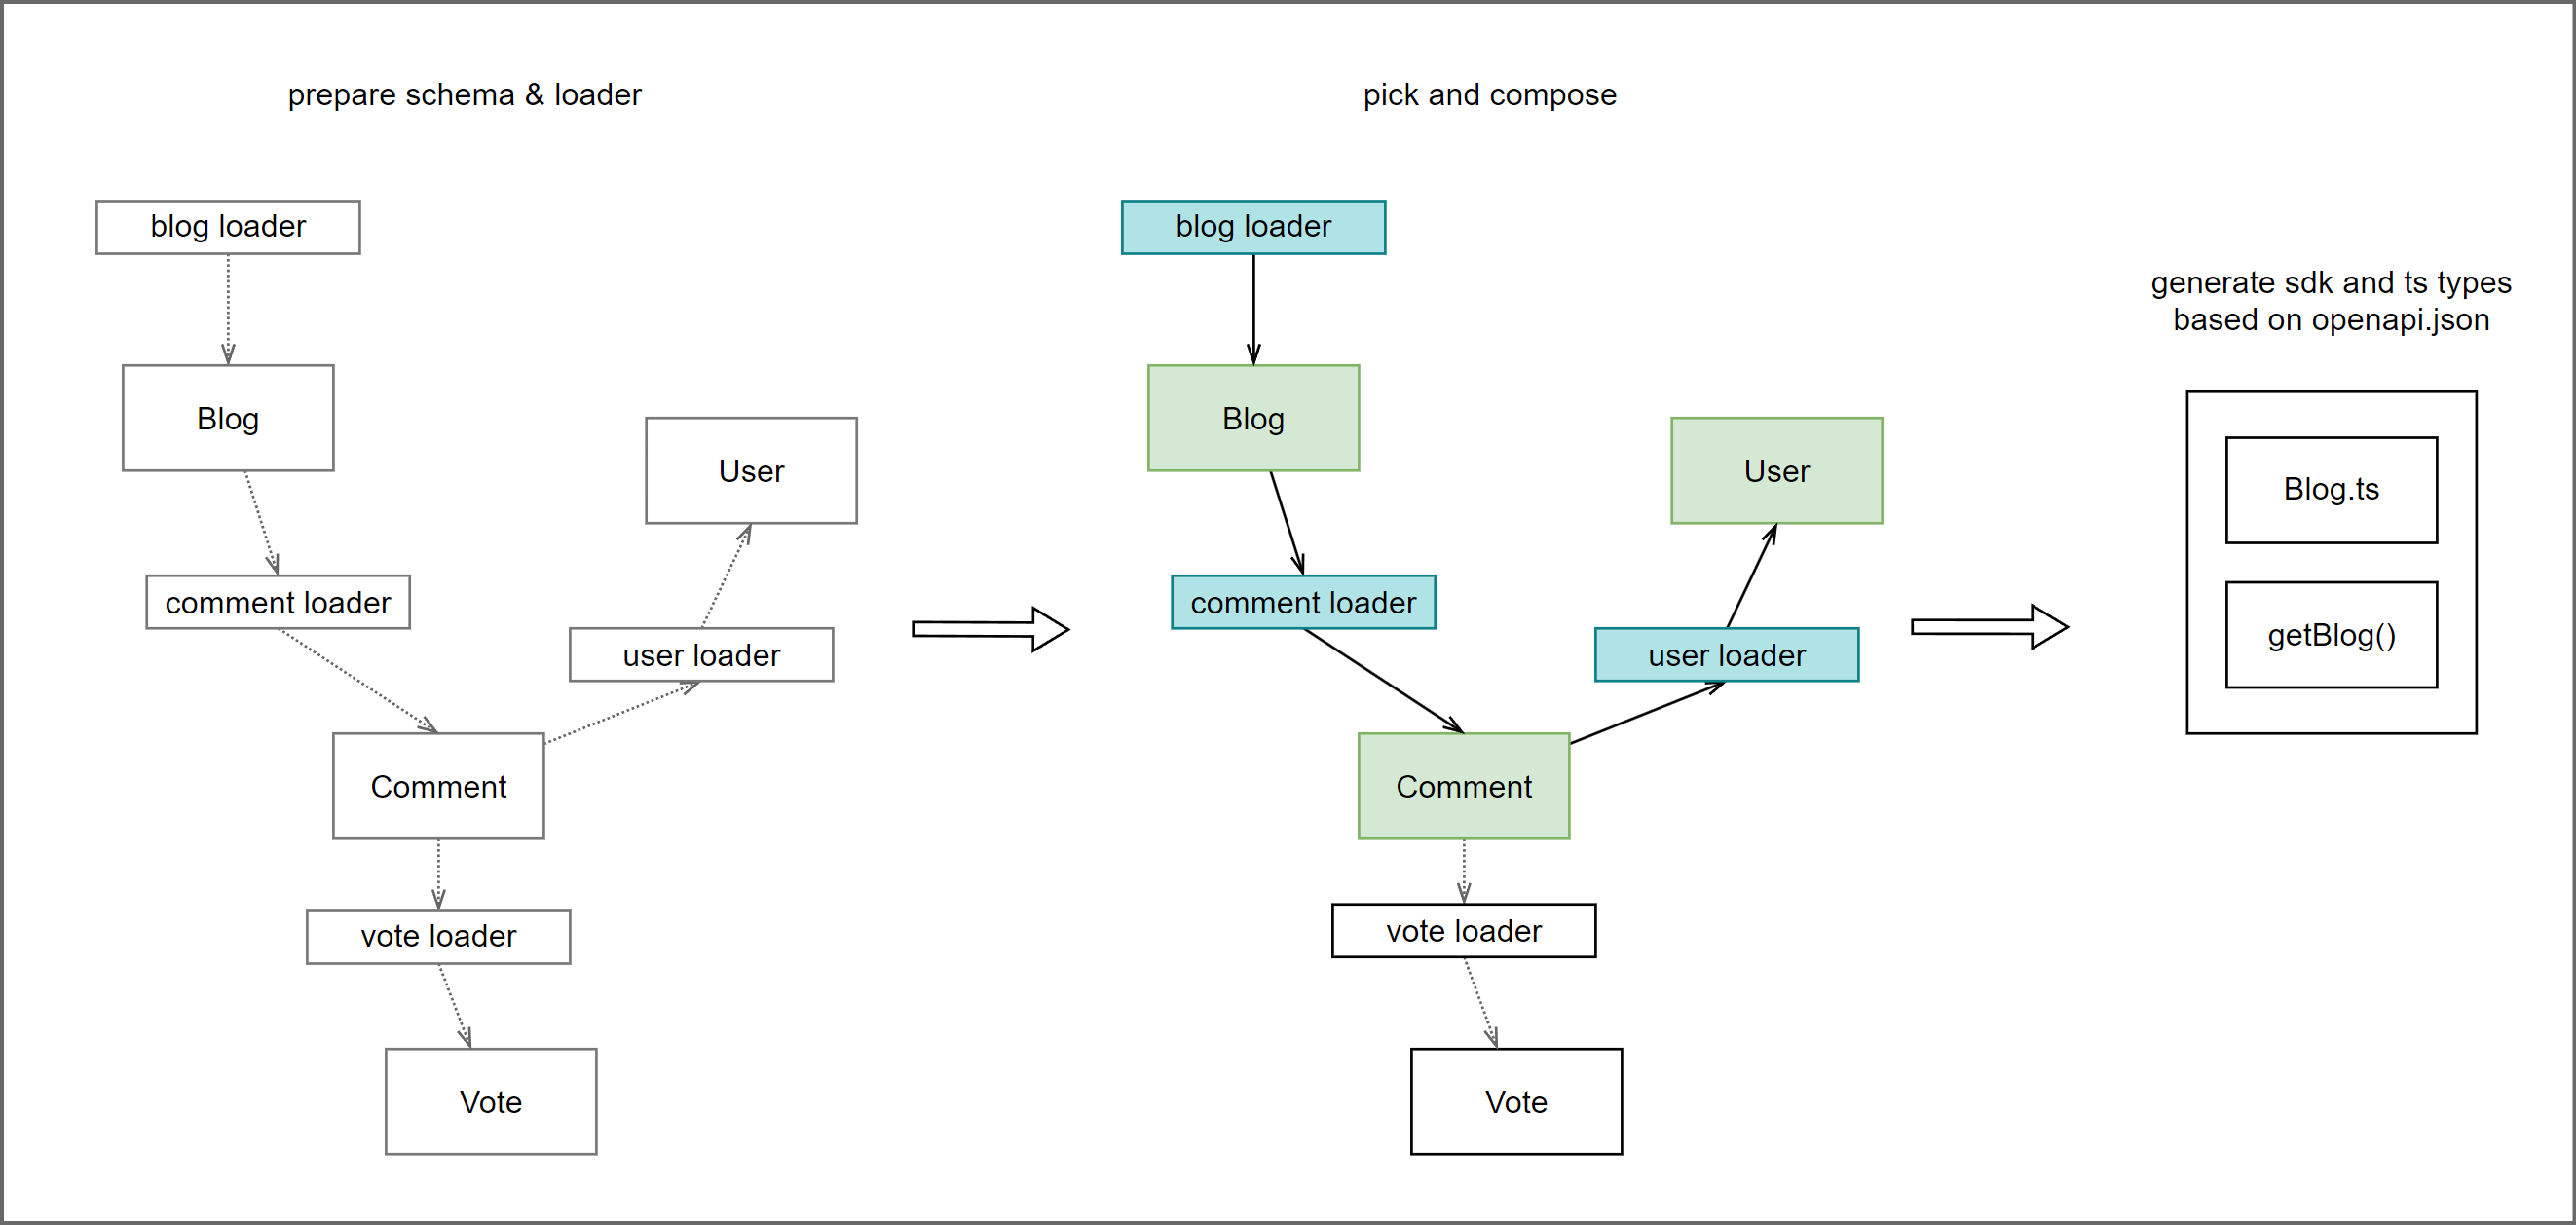 prepare schema & loader
blog loader
Blog
User
comment loader
user loader
Comment
vote loader
Vote
pick and compose
blog loader
Blog
User
comment loader
user loader
Comment
vote loader
Vote
generate sdk and ts types
based on openapi.json
Blog.ts
getBlog()